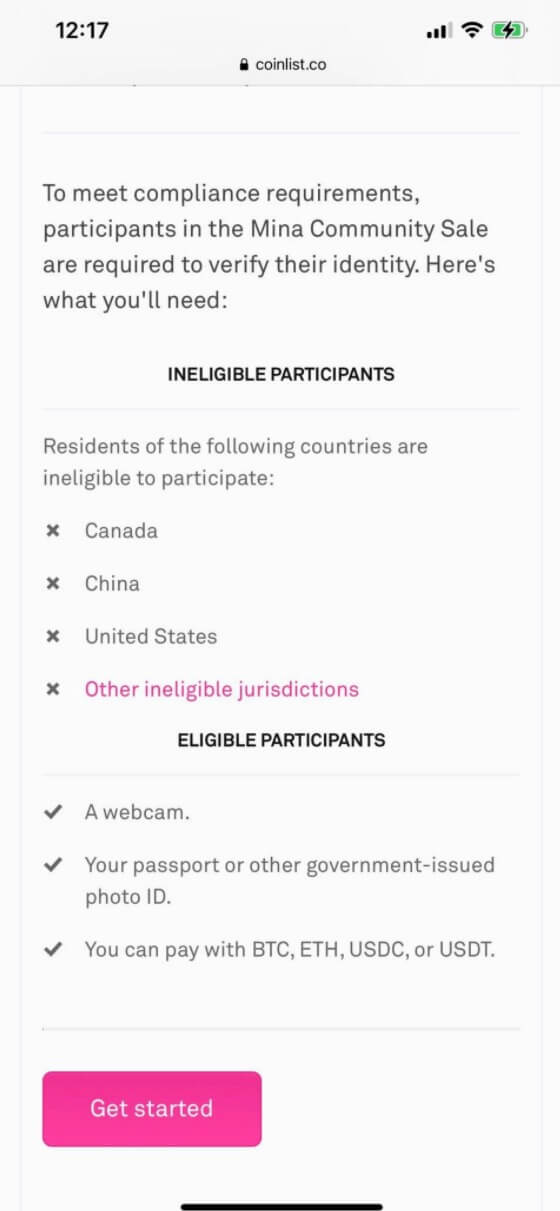 12:17
coinlist.co
To meet compliance requirements,
participants in the Mina Community Sale
are required to verify their identity. Here's
what you'll need:
INELIGIBLE PARTICIPANTS
Residents of the following countries are
ineligible to participate:
Canada
China
United States
Other ineligible jurisdictions
ELIGIBLE PARTICIPANTS
A webcam.
Your passport or other government-issued
photo ID.
You can pay with BTC, ETH, USDC, or USDT.
Get started